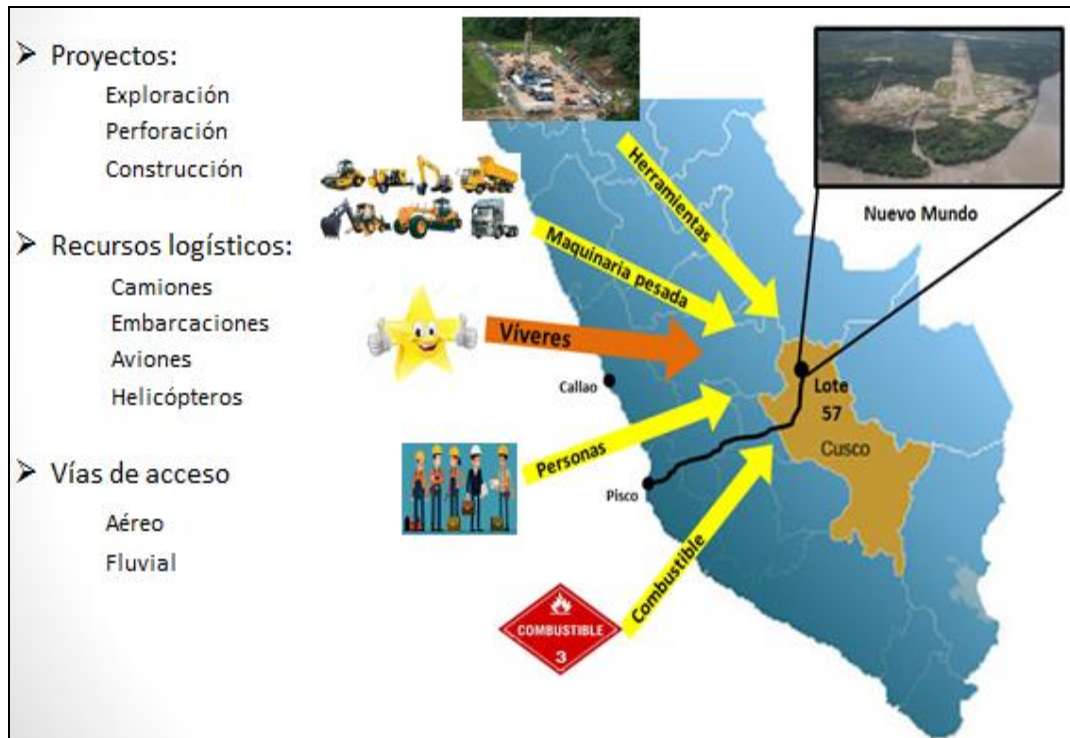 Proyectos:
Exploración
Perforación
Construcción
Recursos logísticos:
Camiones
Embarcaciones
Aviones
Helicópteros
Vías de acceso
Aéreo
Fluvial
Herramientas
Maquinaria pesada
Víveres
Personas
Combustible
COMBUSTIBLE
3
Nuevo Mundo
Callao
Pisco
Lote
57
Cusco